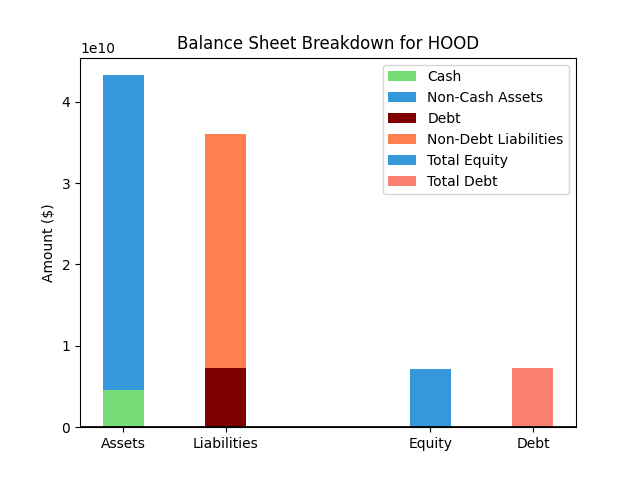 Balance Sheet Breakdown for HOOD
1e10
Cash
Non-Cash Assets
Debt
Non-Debt Liabilities
Total Equity
Total Debt
Amount ($)
4
3
2
1
0
Assets Liabilities Equity Debt